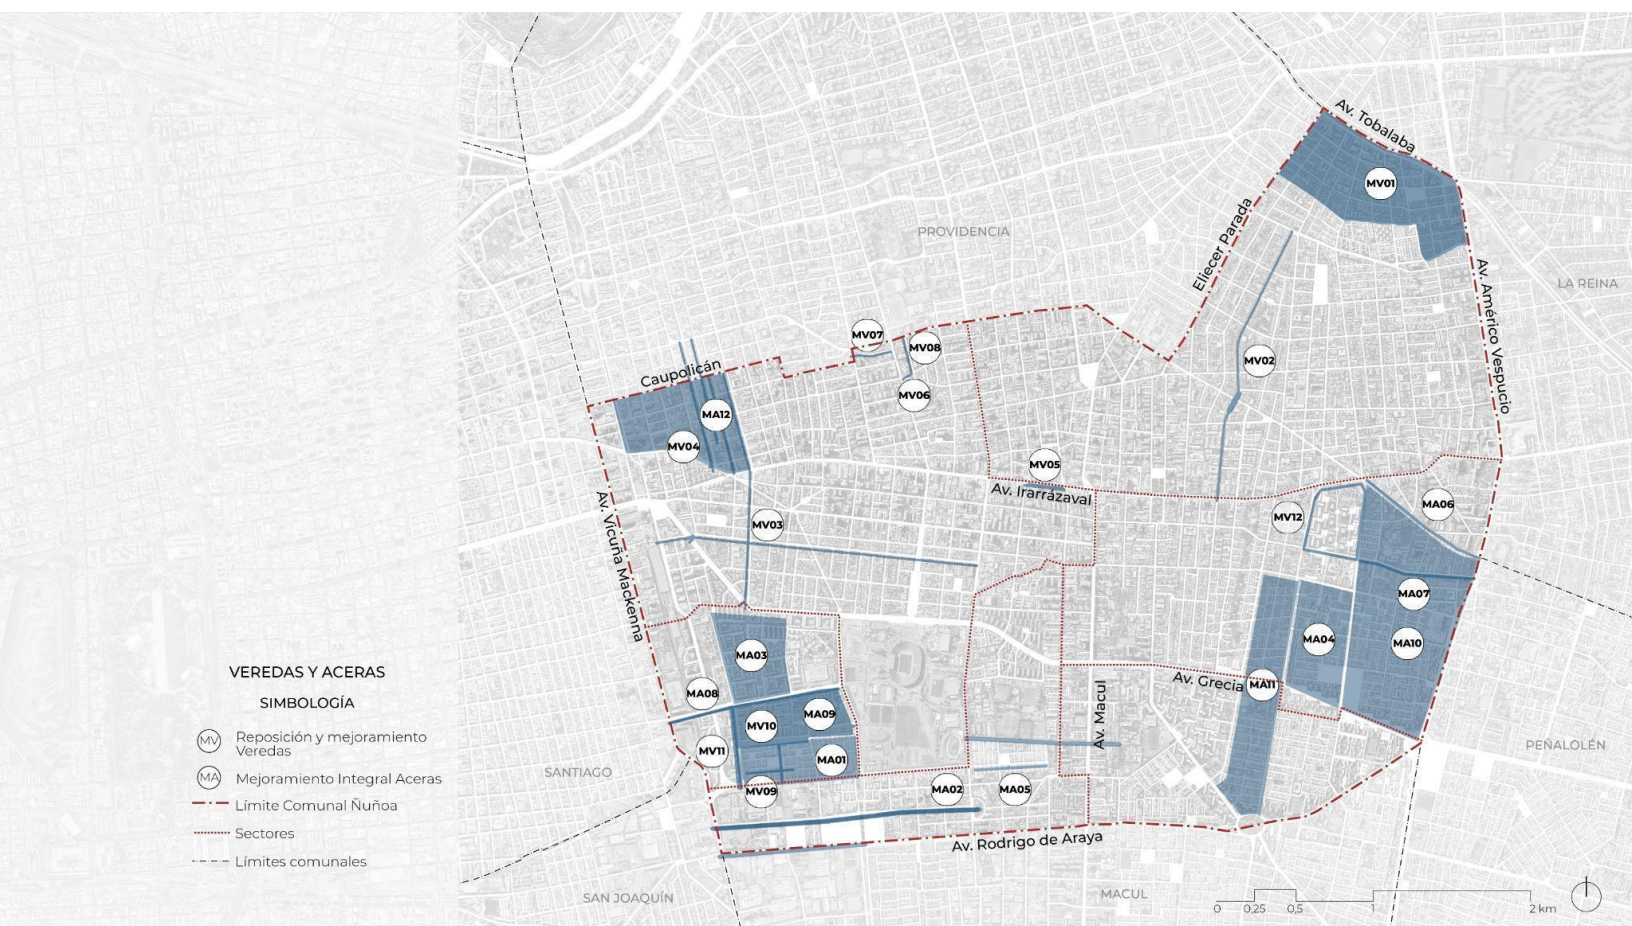 Av. Tobalaba
MV01
PROVIDENCIA
Eliecer Parada
LA REINA
Av. Américo Vespucio
MV07
MV08
MV02
Caupolicán
MV06
MA12
MV04
MV05
Av. Irarrázaval
MA06
MV12
MV03
Av. Vicuña Mackenna
MA07
MA04
MA10
MA03
Av. Grecia
MA11
MA08
Av. Macul
MA09
MV10
MV11
MA01
PEÑALOLÉN
SANTIAGO
MV09
MA02
MA05
Av. Rodrigo de Araya
SAN JOAQUÍN
MACUL
VEREDAS Y ACERAS
SIMBOLOGÍA
MV
Reposición y mejoramiento
Veredas
MA
Mejoramiento Integral Aceras
Límite Comunal Ñuñoa
Sectores
Límites comunales
0 0,25 0,5 1 2 km